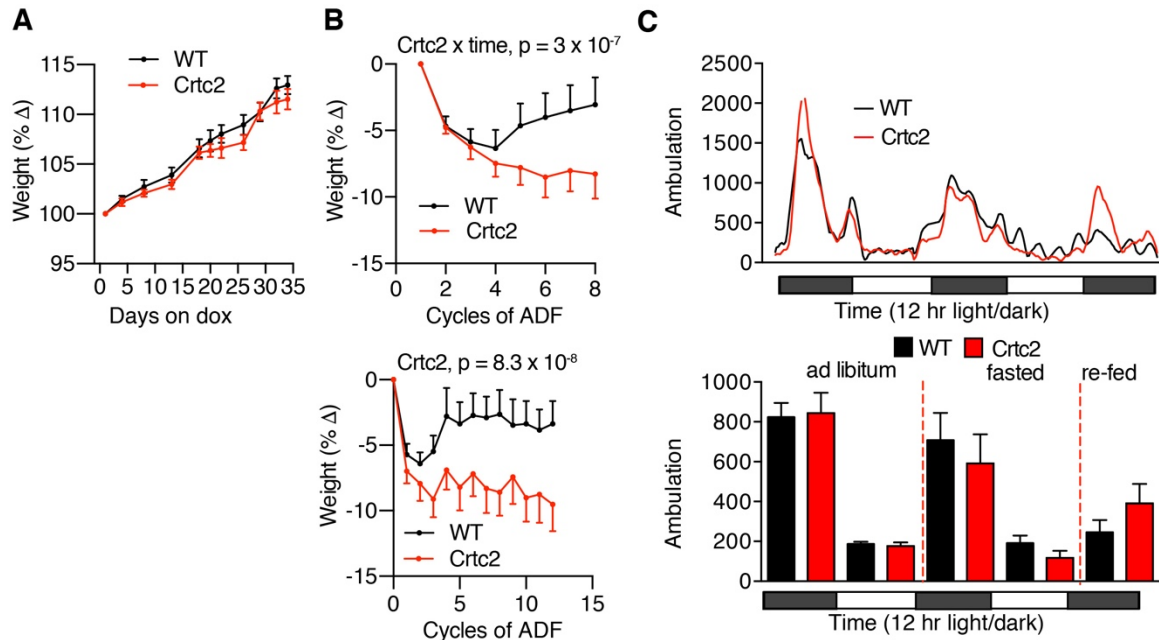 A
WT
Crtc2
115
110
105
100
95
Weight (% Δ)
0 5 10 15 20 25 30 35
Days on dox
B
Crtc2 x time, p = 3 x 10⁻⁷
0
-5
-10
-15
Weight (% Δ)
WT
Crtc2
0 2 4 6 8
Cycles of ADF
Crtc2, p = 8.3 x 10⁻⁸
0
-5
-10
-15
Weight (% Δ)
WT
Crtc2
0 5 10 15
Cycles of ADF
C
2500
2000
1500
1000
500
0
Ambulation
WT
Crtc2
Time (12 hr light/dark)
WT Crtc2
ad libitum fasted re-fed
1000
800
600
400
200
0
Ambulation
Time (12 hr light/dark)